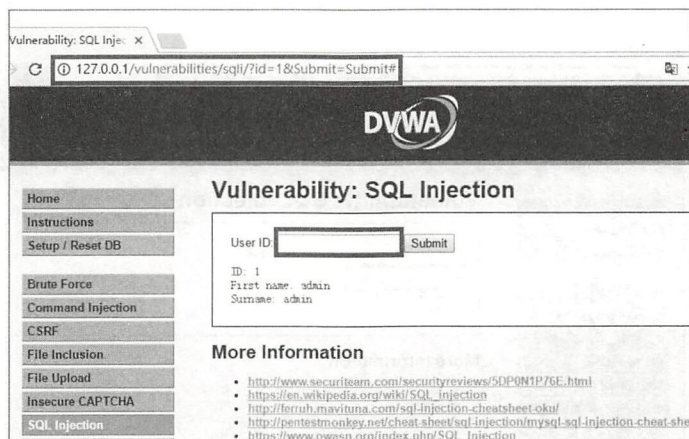 Vulnerability: SQL Injec
127.0.0.1/vulnerabilities/sqli/?id=1&Submit=Submit#
DVWA
Home
Instructions
Setup / Reset DB
Brute Force
Command Injection
CSRF
File Inclusion
File Upload
Insecure CAPTCHA
SQL Injection
Vulnerability: SQL Injection
User ID: Submit
ID: 1
First name: admin
Surname: admin
More Information
http://www.securiteam.com/securityreviews/5DP0N1P76E.html
https://en.wikipedia.org/wiki/SQL_injection
http://ferruh.mavituna.com/sql-injection-cheatsheet-oku/
http://pentestmonkey.net/cheat-sheet/sql-injection/mysql-sql-injection-cheat-she
https://www.owasp.org/index.php/SQL_Injection